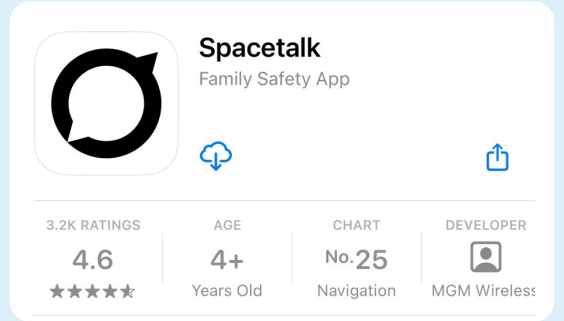 Spacetalk
Family Safety App
3.2K RATINGS AGE CHART DEVELOPER
4.6 4+ No.25
Years Old Navigation MGM Wireless